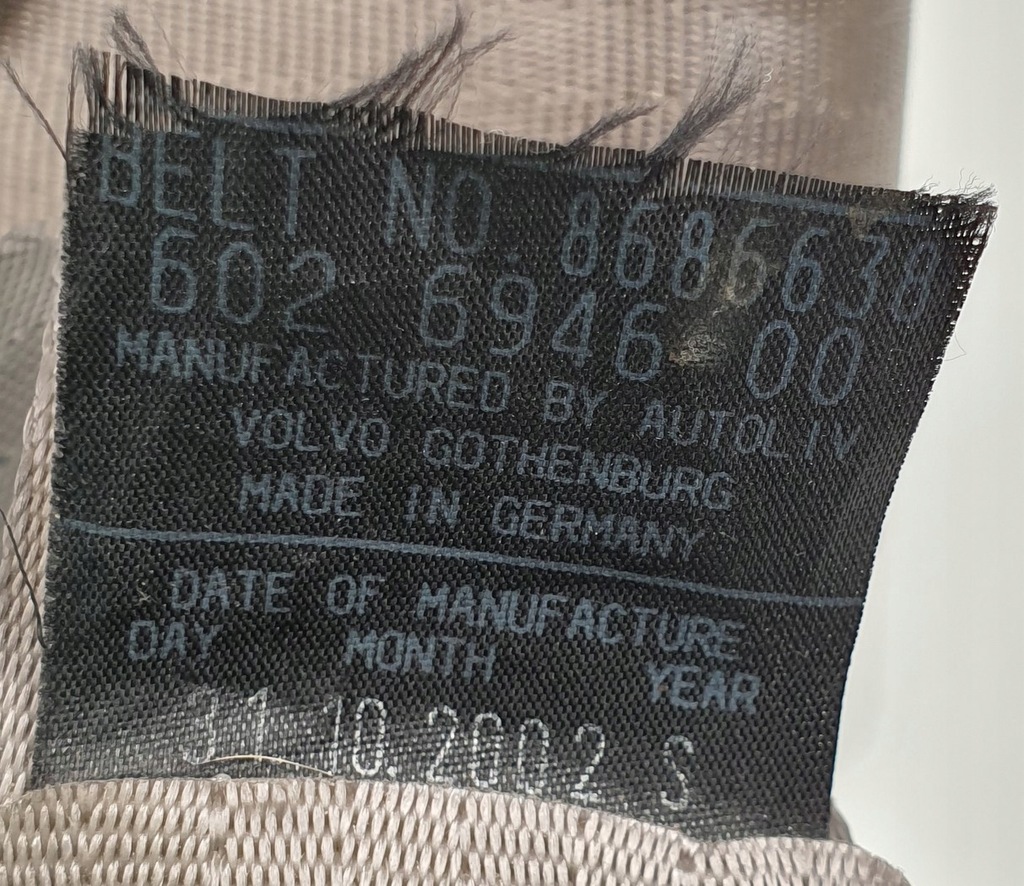 BELT NO. 8686638
602 6946 00
MANUFACTURED BY AUTOLIV
VOLVO GOTHENBURG
MADE IN GERMANY
DATE OF MANUFACTURE
DAY MONTH YEAR
31.10.2002 S